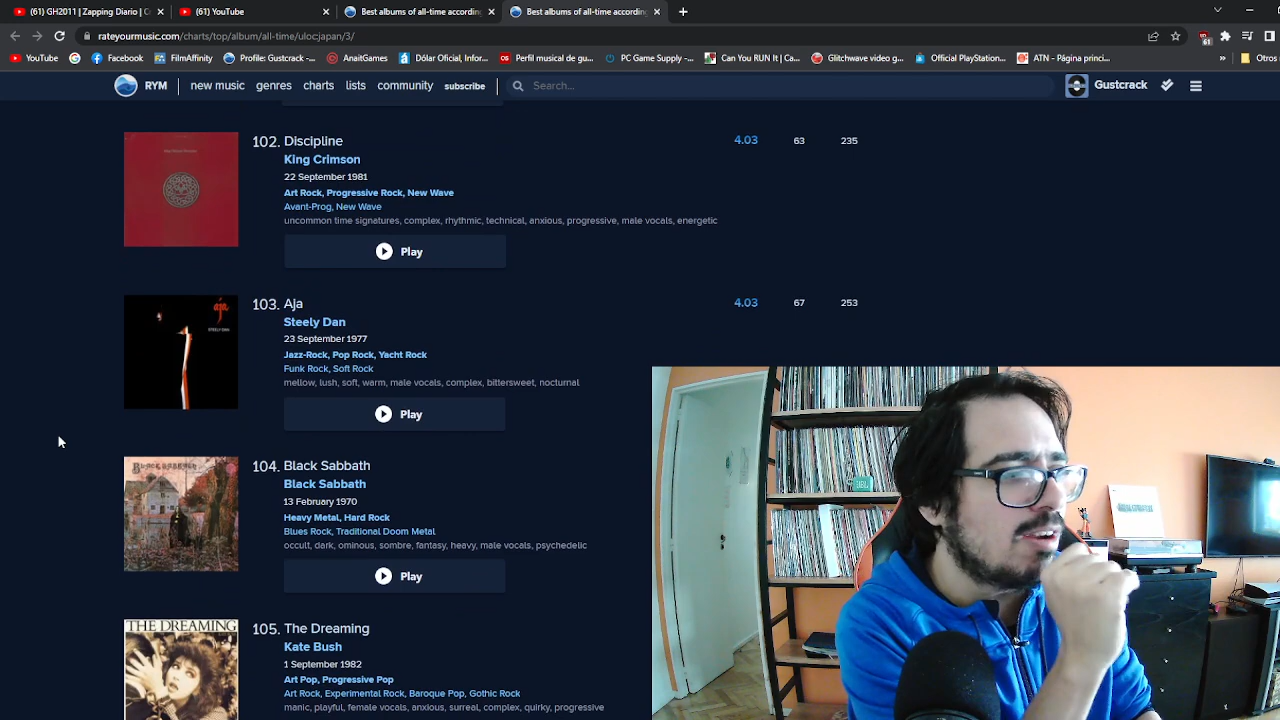 (61) GH2011 | Zapping Diario | C
(61) YouTube
Best albums of all-time according
Best albums of all-time according
rateyourmusic.com/charts/top/album/all-time/ulocjapan/3/
61
YouTube
Facebook
FilmAffinity
Profile: Gustcrack -...
AnaitGames
Dólar Oficial, Infor...
Perfil musical de gu...
PC Game Supply -...
Can You RUN It | Ca...
Glitchwave video g...
Official PlayStation...
ATN - Página princi...
»
Otros
RYM
new music
genres
charts
lists
community
subscribe
Search...
Gustcrack
102. Discipline
4.03
63
235
King Crimson
22 September 1981
Art Rock, Progressive Rock, New Wave
Avant-Prog, New Wave
uncommon time signatures, complex, rhythmic, technical, anxious, progressive, male vocals, energetic
Play
aja
STEELY DAN
103. Aja
4.03
67
253
Steely Dan
23 September 1977
Jazz-Rock, Pop Rock, Yacht Rock
Funk Rock, Soft Rock
mellow, lush, soft, warm, male vocals, complex, bittersweet, nocturnal
Play
BLACK SABBATH
104. Black Sabbath
Black Sabbath
13 February 1970
Heavy Metal, Hard Rock
Blues Rock, Traditional Doom Metal
occult, dark, ominous, sombre, fantasy, heavy, male vocals, psychedelic
Play
THE DREAMING
105. The Dreaming
Kate Bush
1 September 1982
Art Pop, Progressive Pop
Art Rock, Experimental Rock, Baroque Pop, Gothic Rock
manic, playful, female vocals, anxious, surreal, complex, quirky, progressive